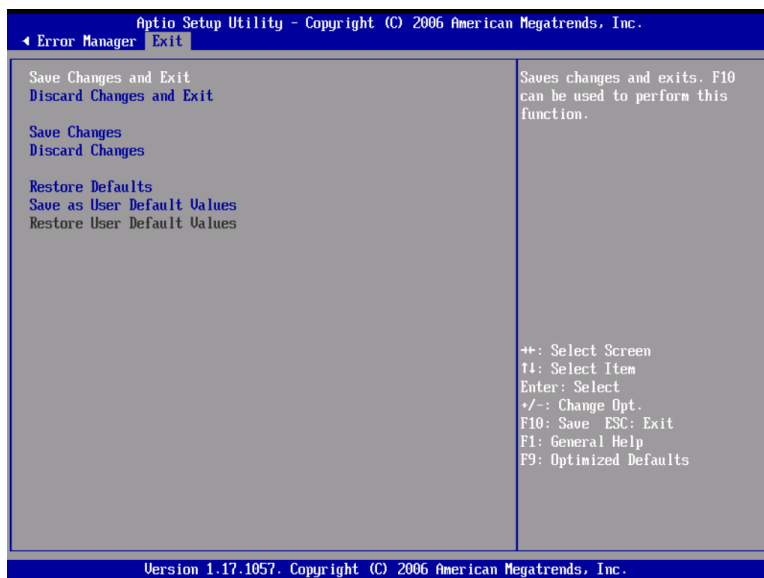 Aptio Setup Utility - Copyright (C) 2006 American Megatrends, Inc.
◄ Error Manager Exit
Save Changes and Exit
Discard Changes and Exit
Save Changes
Discard Changes
Restore Defaults
Save as User Default Values
Restore User Default Values
Saves changes and exits. F10
can be used to perform this
function.
→←: Select Screen
↑↓: Select Item
Enter: Select
+/-: Change Opt.
F10: Save ESC: Exit
F1: General Help
F9: Optimized Defaults
Version 1.17.1057. Copyright (C) 2006 American Megatrends, Inc.